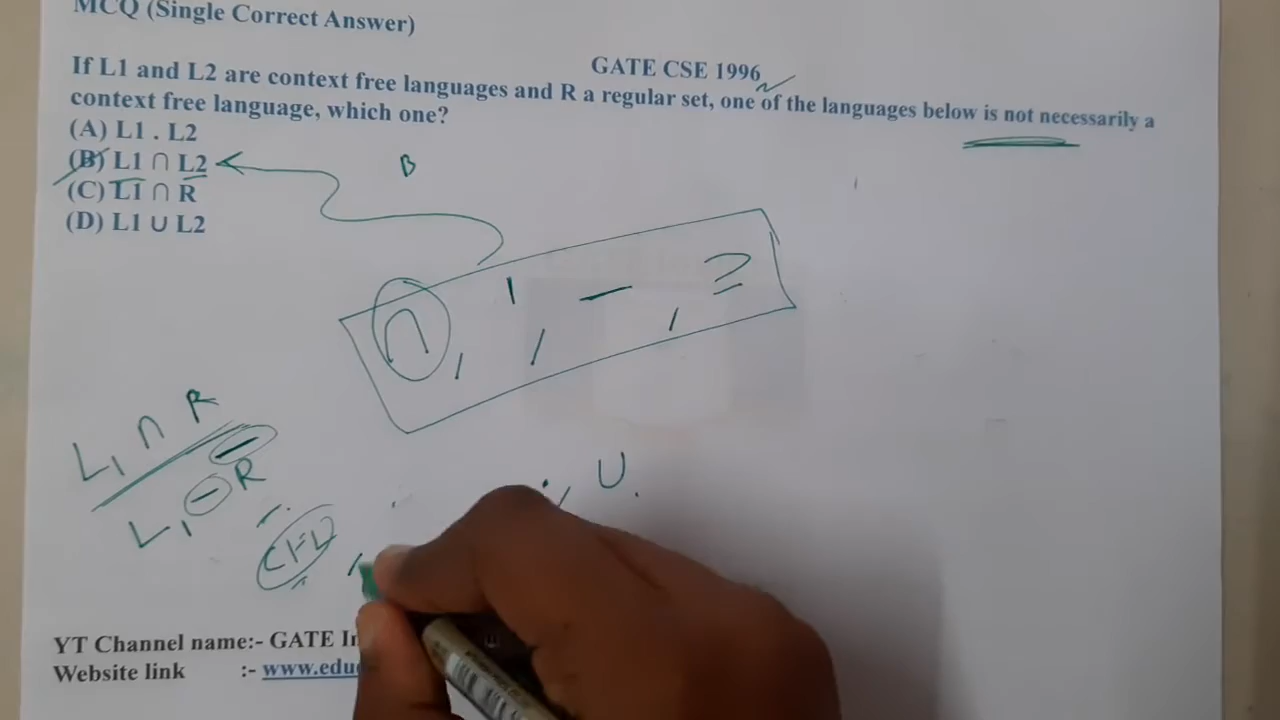 MCQ (Single Correct Answer)
GATE CSE 1996
If L1 and L2 are context free languages and R a regular set, one of the languages below is not necessarily a
context free language, which one?
(A) L1 . L2
(B) L1 ∩ L2
B
(C) L1 ∩ R
(D) L1 ∪ L2
∩ , ' , − , ⊇
L1 ∩ R
L1 − R
CFL
∪ .
YT Channel name:- GATE
Website link :- www.edu